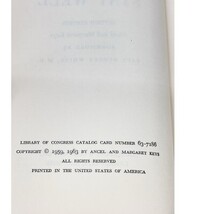 LIBRARY OF CONGRESS CATALOG CARD NUMBER 63-7188
COPYRIGHT © 1959, 1963 BY ANCEL AND MARGARET KEYS
ALL RIGHTS RESERVED
PRINTED IN THE UNITED STATES OF AMERICA